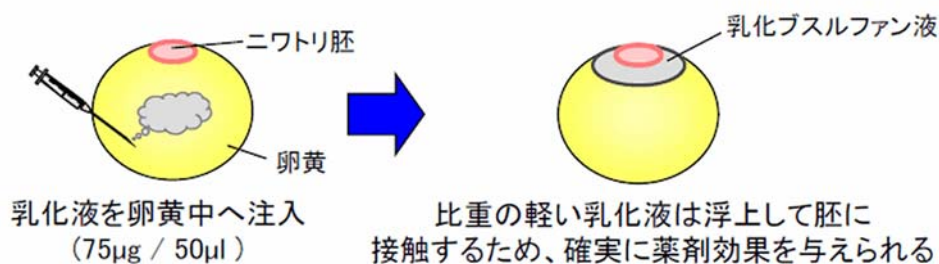 ニワトリ胚
卵黄
乳化液を卵黄中へ注入
(75μg / 50μl )
乳化ブスルファン液
比重の軽い乳化液は浮上して胚に
接触するため、確実に薬剤効果を与えられる